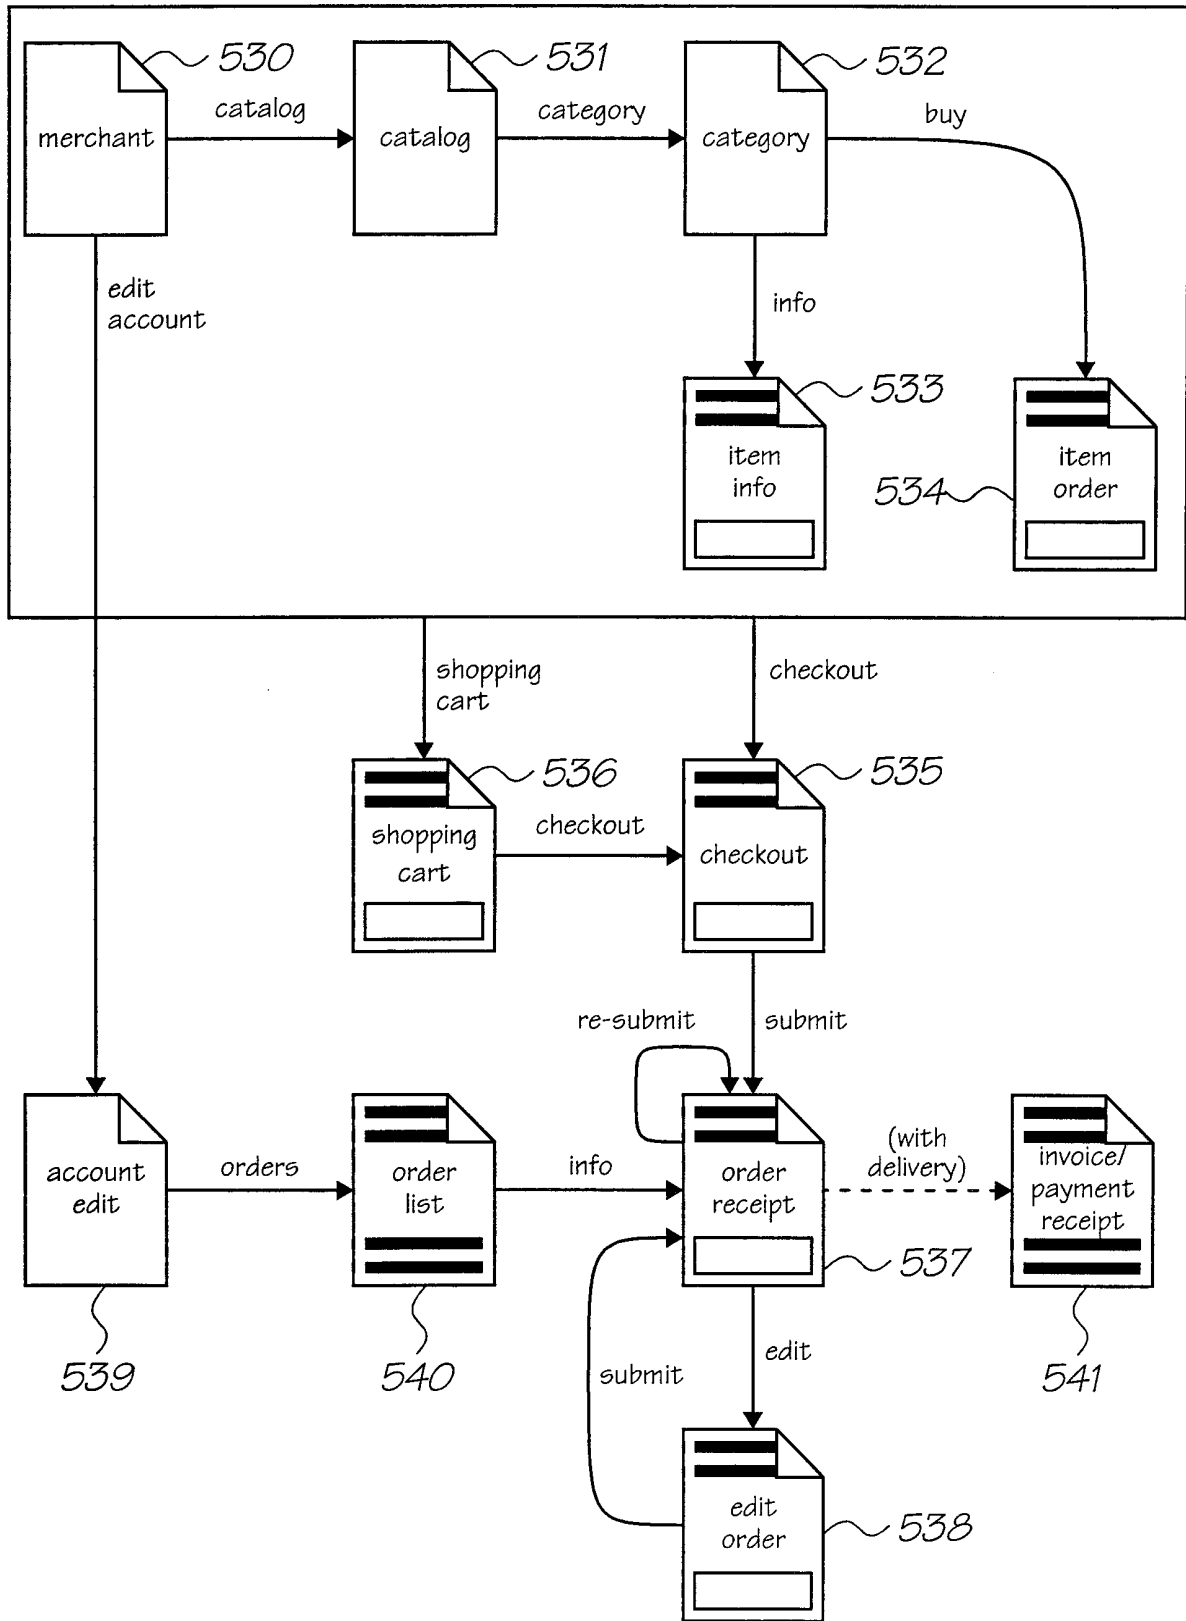 530
531
532
catalog
category
buy
merchant
catalog
category
edit
account
info
533
item
info
534
item
order
shopping
cart
checkout
536
535
shopping
cart
checkout
checkout
re-submit
submit
account
edit
orders
order
list
info
order
receipt
(with
delivery)
invoice/
payment
receipt
537
539
540
541
submit
edit
edit
order
538